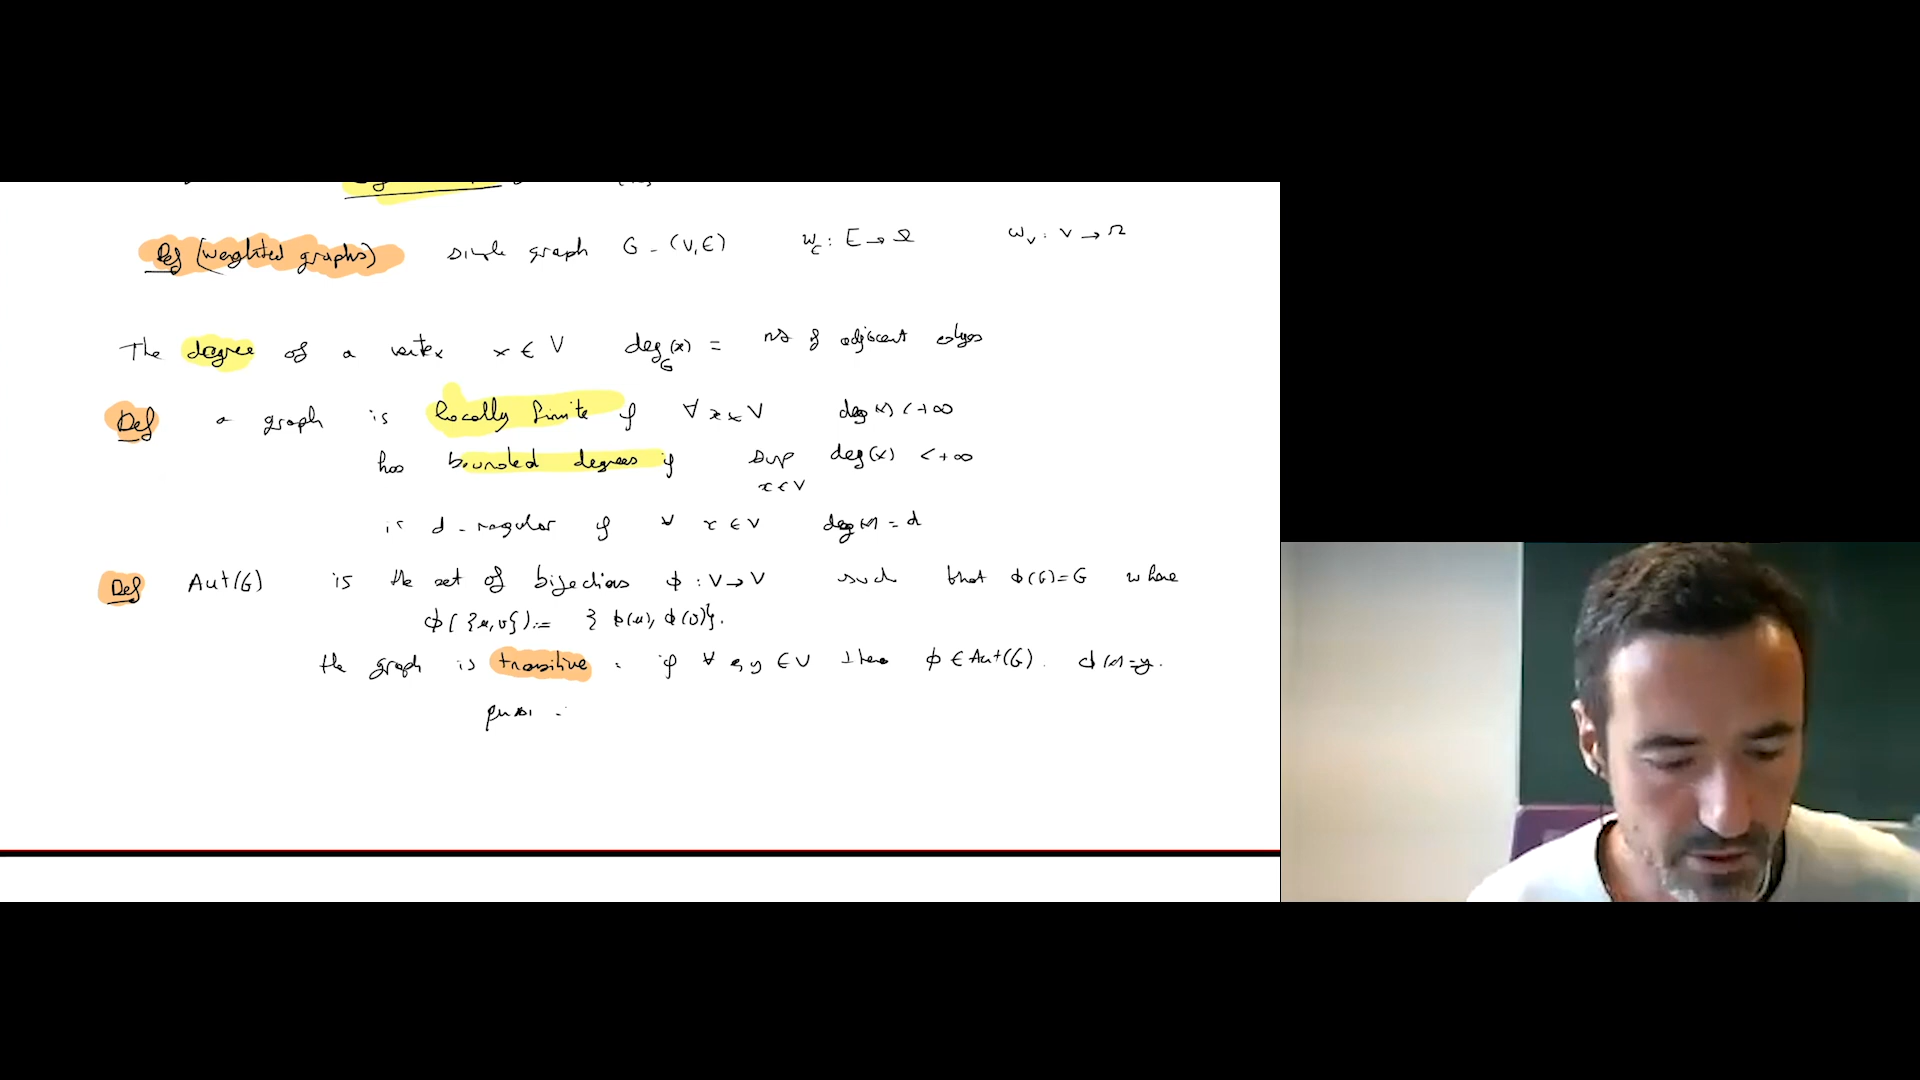 Def (weighted graphs) simple graph G = (V, E) w_E : E → Ω w_V : V → Ω
The degree of a vertex x ∈ V deg_G(x) = nb of adjacent edges
Def a graph is locally finite if ∀ x ∈ V deg(x) < +∞
has bounded degrees if sup deg(x) < +∞
x ∈ V
is d-regular if ∀ x ∈ V deg(x) = d
Def Aut(G) is the set of bijections ϕ : V → V such that ϕ(G) = G where
ϕ({u,v}) := {ϕ(u), ϕ(v)}.
the graph is transitive : if ∀ x, y ∈ V there ϕ ∈ Aut(G). ϕ(x) = y.
quasi -